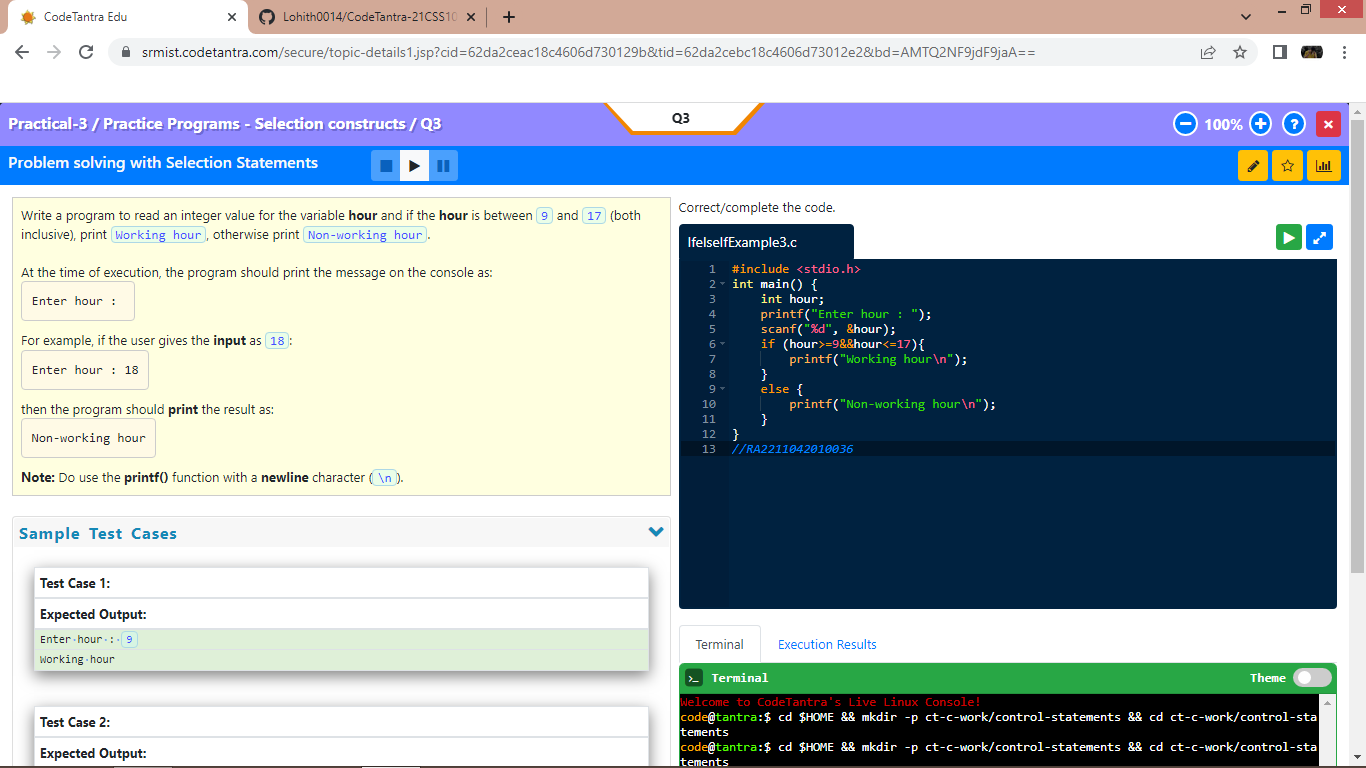 CodeTantra Edu
Lohith0014/CodeTantra-21CSS10
srmist.codetantra.com/secure/topic-details1.jsp?cid=62da2ceac18c4606d730129b&tid=62da2cebc18c4606d73012e2&bd=AMTQ2NF9jdF9jaA==
Practical-3 / Practice Programs - Selection constructs / Q3
Q3
100%
Problem solving with Selection Statements
Write a program to read an integer value for the variable hour and if the hour is between 9 and 17 (both
inclusive), print Working hour, otherwise print Non-working hour.
At the time of execution, the program should print the message on the console as:
Enter hour :
For example, if the user gives the input as 18:
Enter hour : 18
then the program should print the result as:
Non-working hour
Note: Do use the printf() function with a newline character (\n).
Sample Test Cases
Test Case 1:
Expected Output:
Enter·hour·:·9
Working·hour
Test Case 2:
Expected Output:
Correct/complete the code.
IfelseIfExample3.c
1 #include <stdio.h>
2 int main() {
3 int hour;
4 printf("Enter hour : ");
5 scanf("%d", &hour);
6 if (hour>=9&&hour<=17){
7 printf("Working hour\n");
8 }
9 else {
10 printf("Non-working hour\n");
11 }
12 }
13 //RA2211042010036
Terminal
Execution Results
Terminal
Theme
Welcome to CodeTantra's Live Linux Console!
code@tantra:$ cd $HOME && mkdir -p ct-c-work/control-statements && cd ct-c-work/control-sta
tements
code@tantra:$ cd $HOME && mkdir -p ct-c-work/control-statements && cd ct-c-work/control-sta
tements